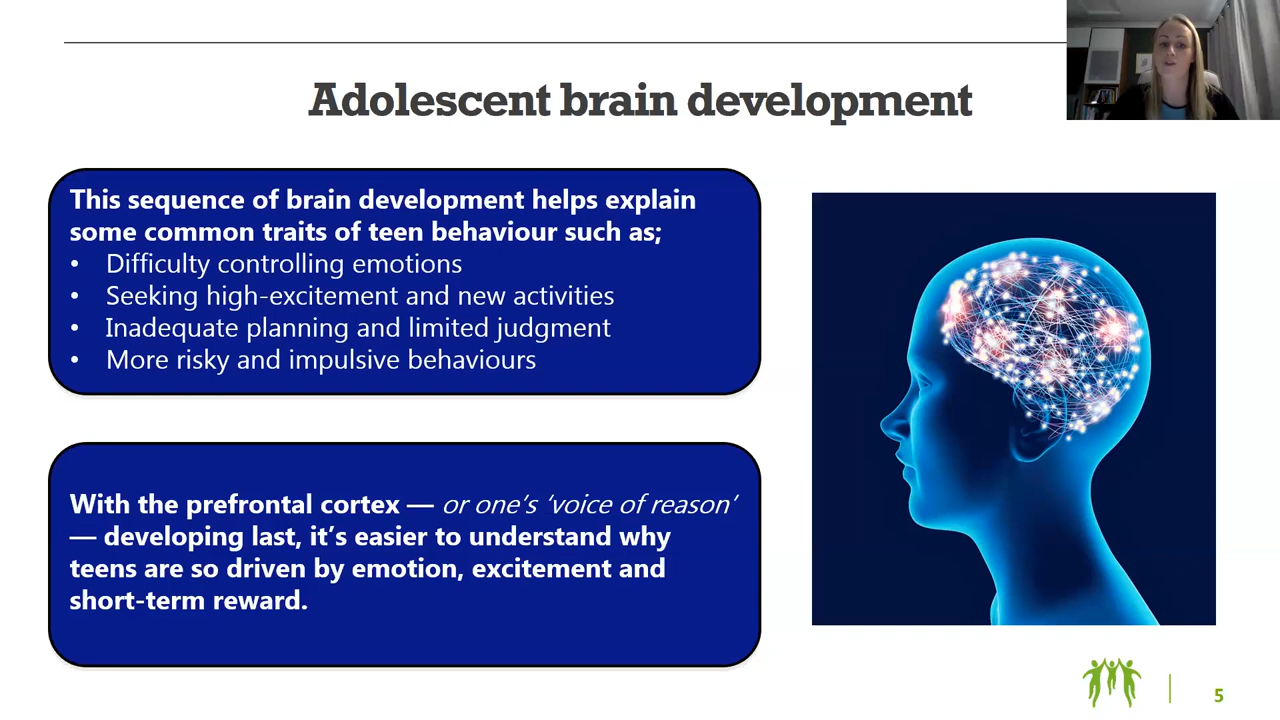 Adolescent brain development
This sequence of brain development helps explain
some common traits of teen behaviour such as;
• Difficulty controlling emotions
• Seeking high-excitement and new activities
• Inadequate planning and limited judgment
• More risky and impulsive behaviours
With the prefrontal cortex — or one’s ‘voice of reason’
— developing last, it’s easier to understand why
teens are so driven by emotion, excitement and
short-term reward.
5